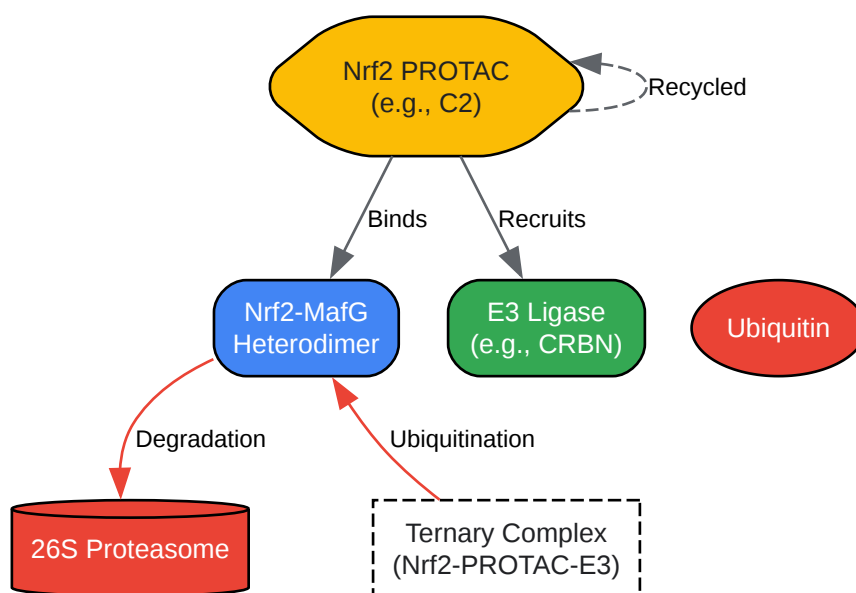 Nrf2 PROTAC
(e.g., C2)
Recycled
Binds
Recruits
Nrf2-MafG
Heterodimer
E3 Ligase
(e.g., CRBN)
Ubiquitin
Degradation
Ubiquitination
26S Proteasome
Ternary Complex
(Nrf2-PROTAC-E3)